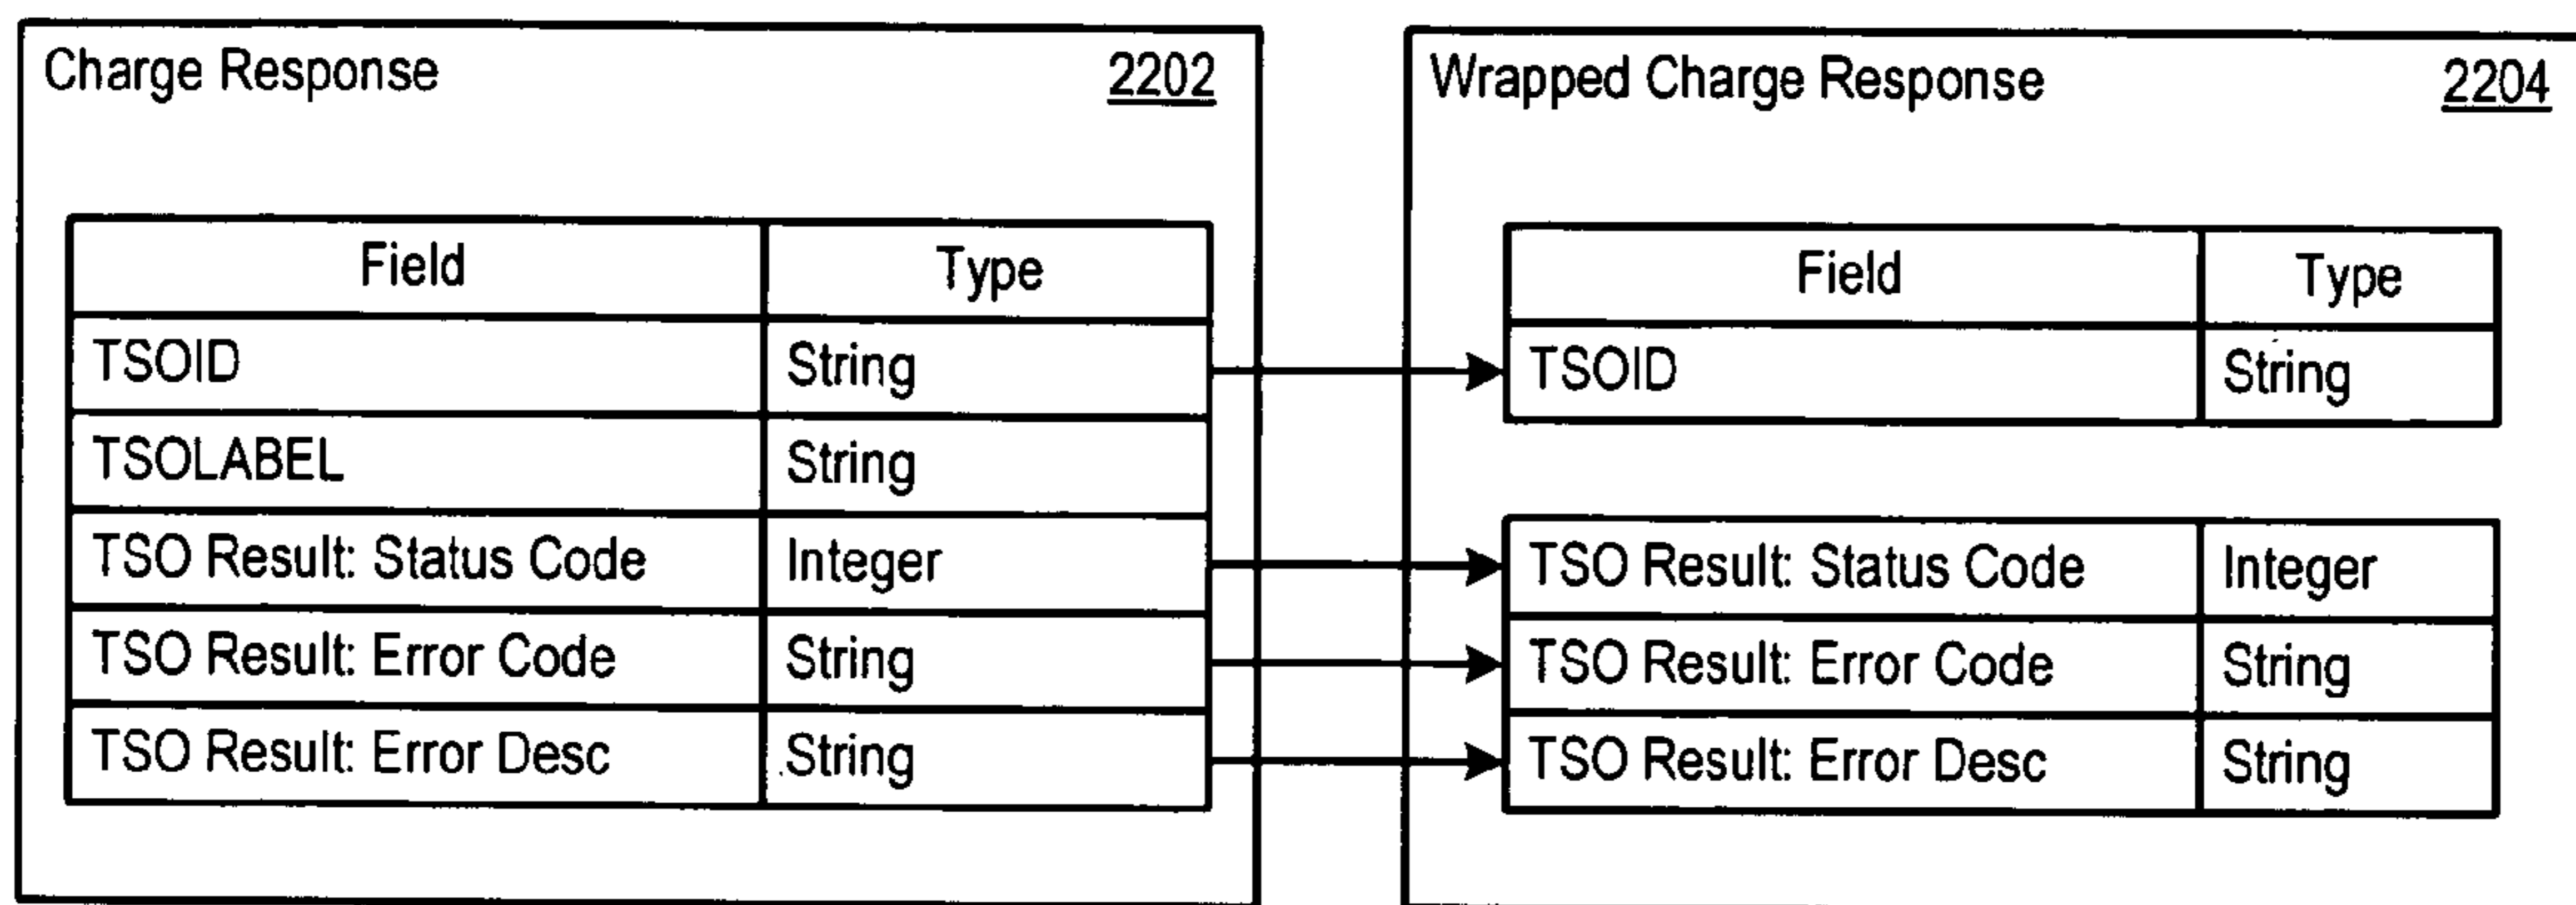 Charge Response 2202
Field Type
TSOID String
TSOLABEL String
TSO Result: Status Code Integer
TSO Result: Error Code String
TSO Result: Error Desc String
Wrapped Charge Response 2204
Field Type
TSOID String
TSO Result: Status Code Integer
TSO Result: Error Code String
TSO Result: Error Desc String